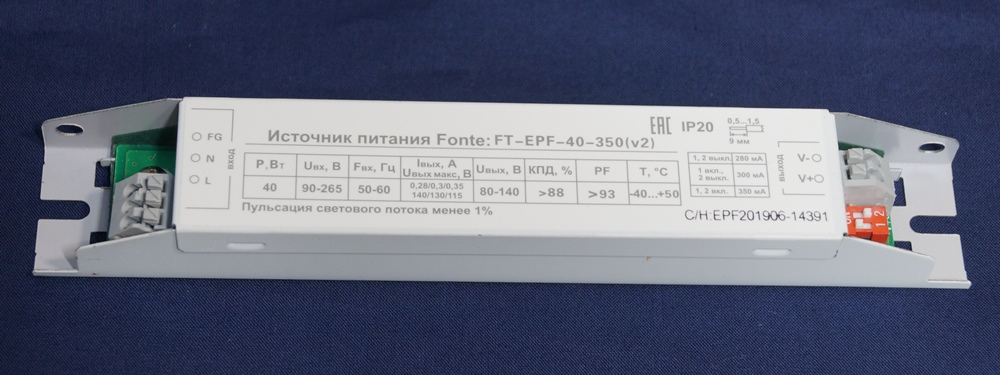 FG
N
L
ВХОД
Источник питания Fonte: FT-EPF-40-350(v2)
EAC IP20
0,5...1,5
9 мм
P, Вт Uвх, В Fвх, Гц Iвых, А Uвых макс, В Uвых, В КПД, % PF T, °C
40 90-265 50-60 0,28/0,3/0,35 140/130/115 80-140 >88 >93 -40...+50
Пульсация светового потока менее 1%
1, 2 выкл. 280 мА
1 вкл., 2 выкл. 300 мА
1, 2 вкл. 350 мА
ВЫХОД
V-
V+
С/Н:EPF201906-14391
1 2